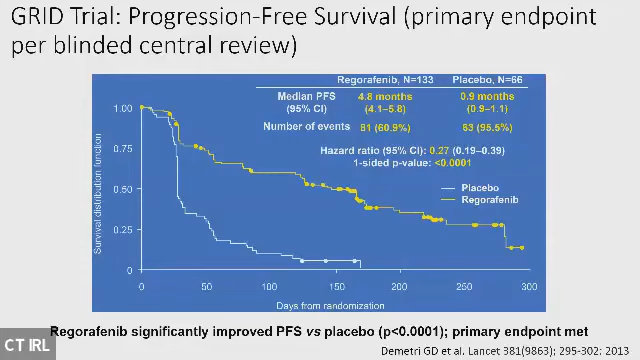 GRID Trial: Progression-Free Survival (primary endpoint
per blinded central review)
Regorafenib, N=133 Placebo, N=66
Median PFS 4.8 months 0.9 months
(95% CI) (4.1–5.8) (0.9–1.1)
Number of events 81 (60.9%) 63 (95.5%)
Hazard ratio (95% CI): 0.27 (0.19–0.39)
1-sided p-value: <0.0001
Placebo
Regorafenib
Survival distribution function
1.00
0.75
0.50
0.25
0
0 50 100 150 200 250 300
Days from randomization
Regorafenib significantly improved PFS vs placebo (p<0.0001); primary endpoint met
CT IRL
Demetri GD et al. Lancet 381(9863); 295-302; 2013